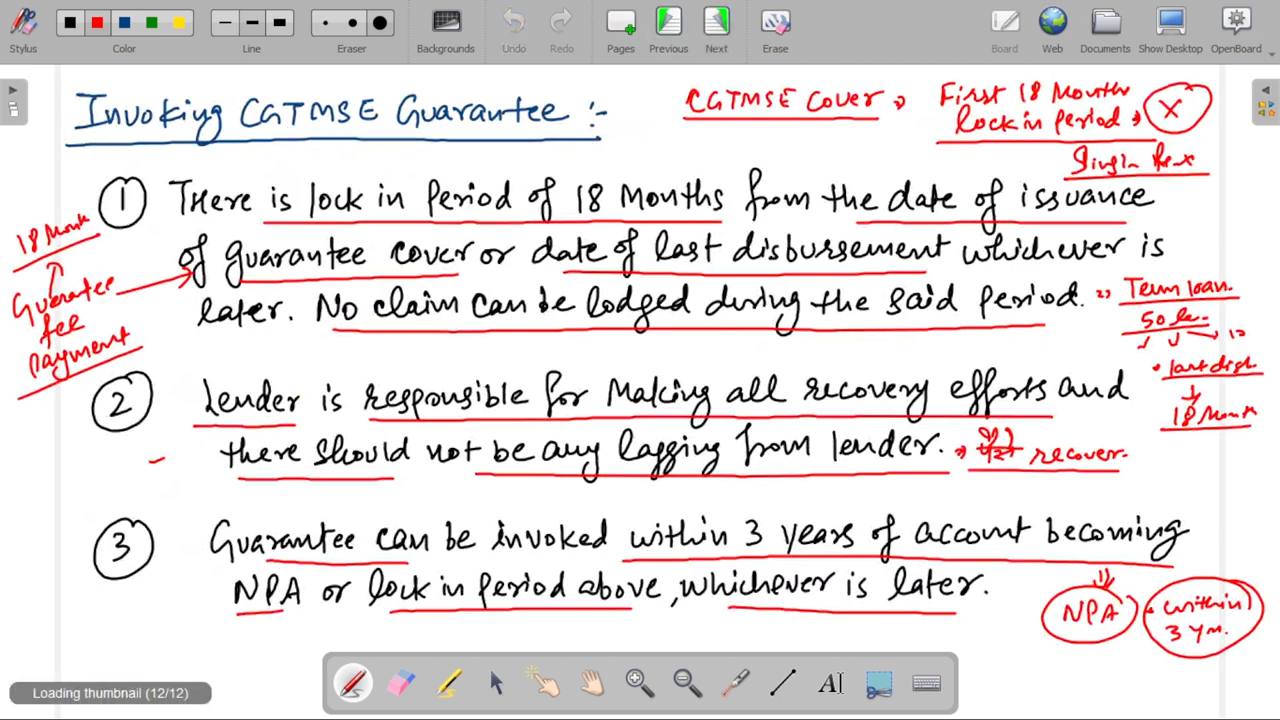 Stylus
Color
Line
Eraser
Backgrounds
Undo
Redo
Pages
Previous
Next
Erase
Board
Web
Documents
Show Desktop
OpenBoard
Invoking CGTMSE Guarantee :-
CGTMSE Cover
First 18 Months
lock in period
X
① There is lock in Period of 18 Months from the date of issuance
of guarantee cover or date of last disbursement whichever is
later. No claim can be lodged during the said period.
18 Month
Guaratee
fee
payment
Term loan.
last disb.
18 Month
② Lender is responsible for Making all recovery efforts and
there should not be any lagging from lender.
recover.
③ Guarantee can be invoked within 3 years of account becoming
NPA or lock in period above, whichever is later.
NPA
within
3 yrs.
Loading thumbnail (12/12)
AI